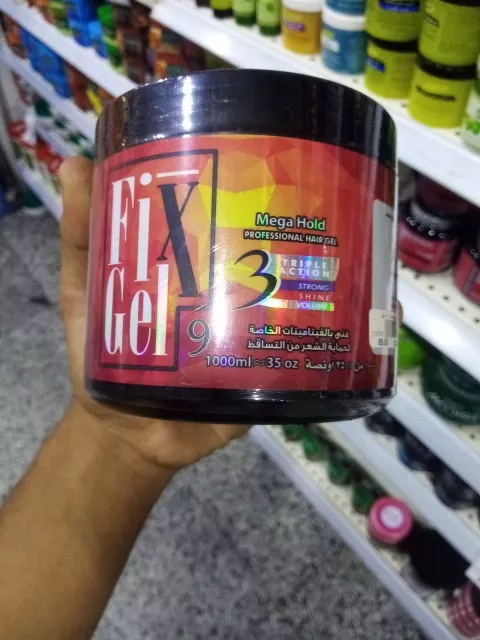 Fix
Gel
9
Mega Hold
PROFESSIONAL HAIR GEL
3
TRIPLE
ACTION
STRONG
SHINE
VOLUME
غني بالفيتامينات الخاصة
لحماية الشعر من التساقط
1000ml ~ 35 oz أونصة